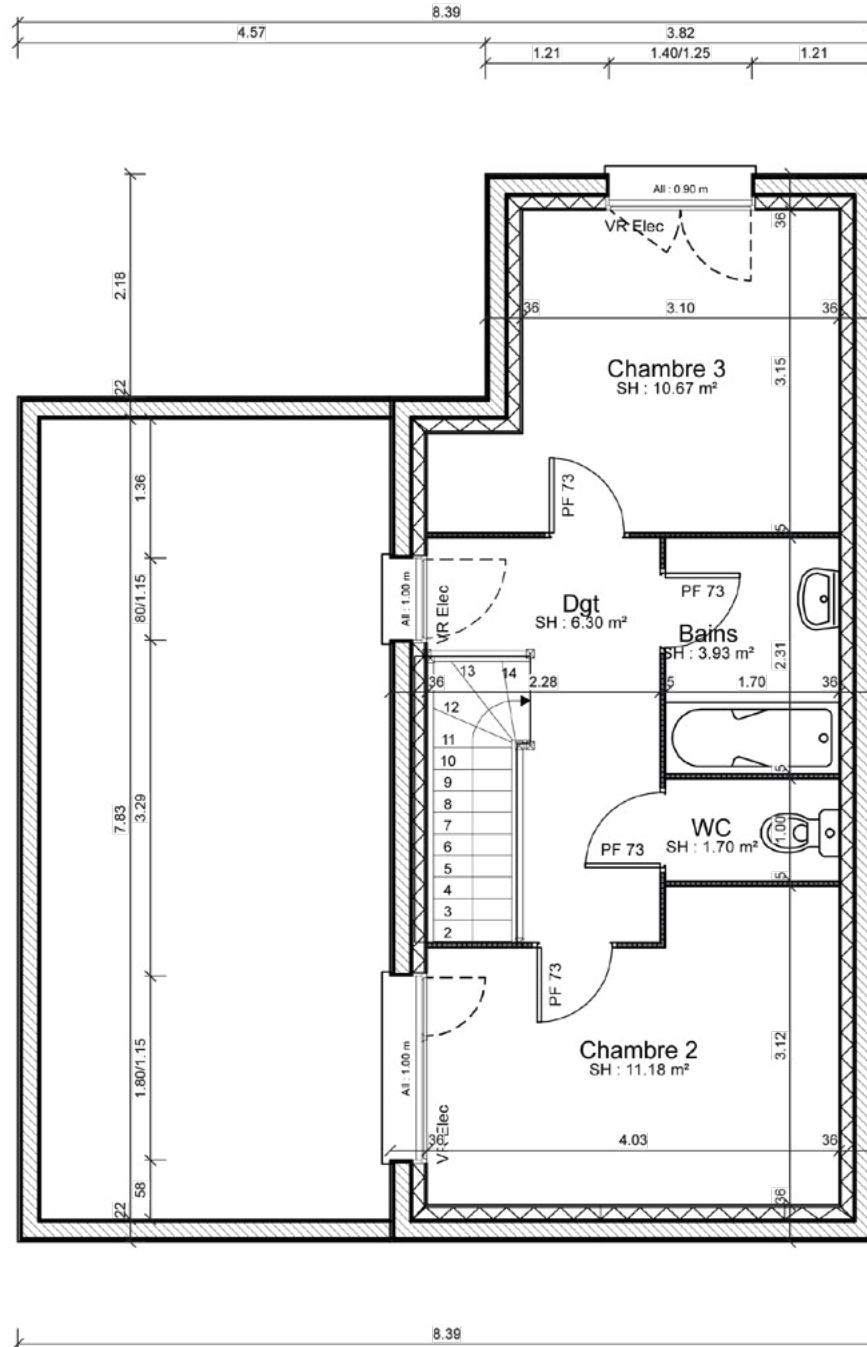 8.39
4.57
3.82
1.21
1.40/1.25
1.21
All : 0.90 m
VR Elec
36
2.18
36
3.10
36
Chambre 3
SH : 10.67 m²
3.15
22
1.36
PF 73
5
80/1.15
All : 1.00 m
VR Elec
Dgt
SH : 6.30 m²
PF 73
Bains
SH : 3.93 m²
2.31
13
14
36
2.28
5
1.70
36
12
11
10
9
8
7
6
5
4
3
2
5
7.83
3.29
WC
SH : 1.70 m²
1.00
PF 73
5
PF 73
Chambre 2
SH : 11.18 m²
3.12
1.80/1.15
All : 1.00 m
VR Elec
36
4.03
36
58
22
36
8.39